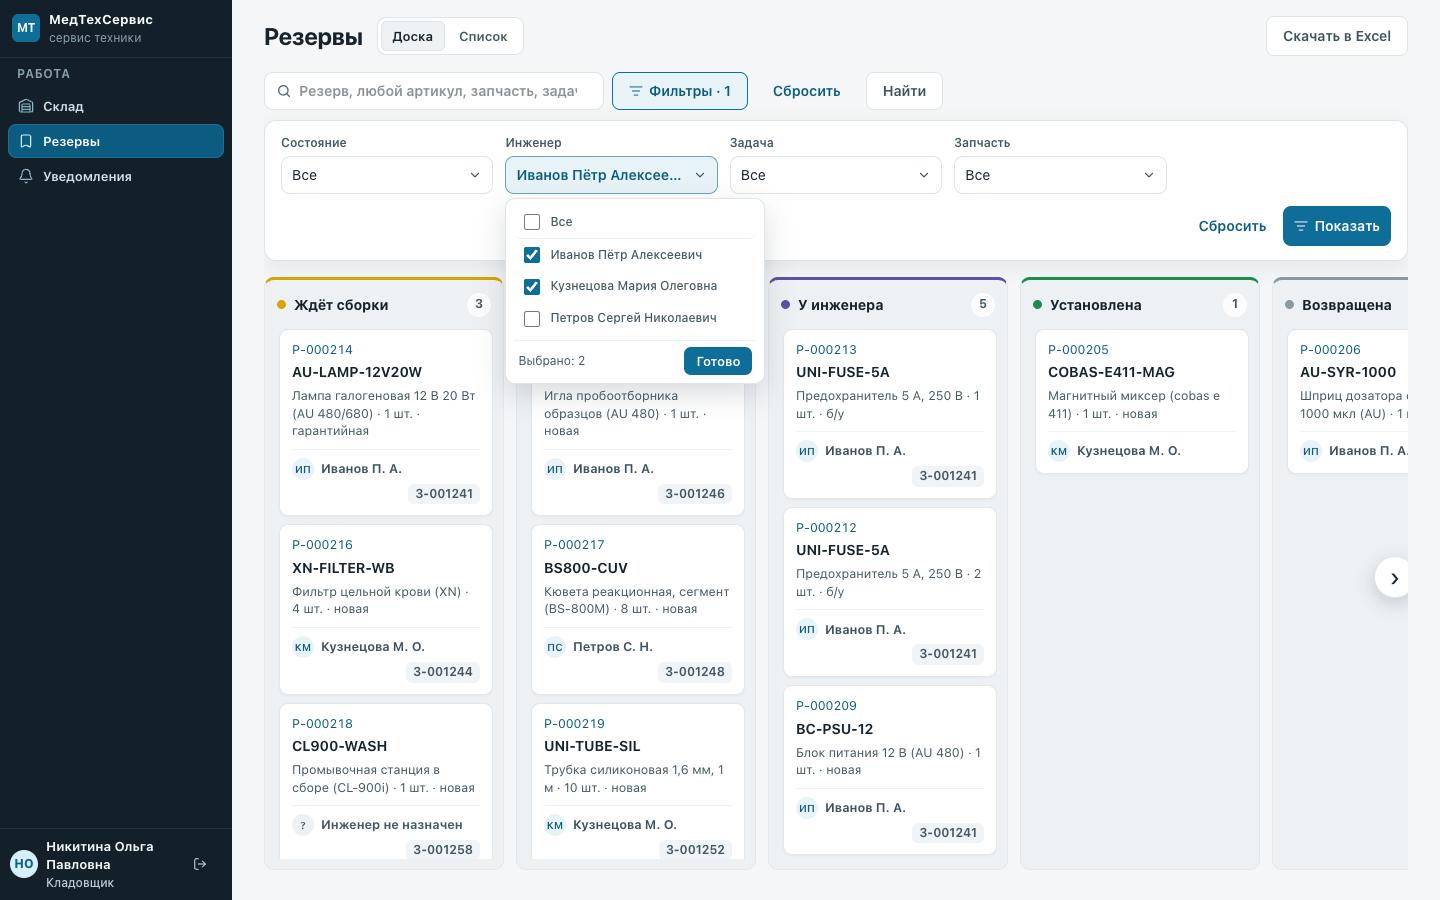 МТ
МедТехСервис
сервис техники
РАБОТА
Склад
Резервы
Уведомления
НО
Никитина Ольга
Павловна
Кладовщик
Резервы
Доска
Список
Скачать в Excel
Резерв, любой артикул, запчасть, задач
Фильтры · 1
Сбросить
Найти
Состояние
Все
Инженер
Иванов Пётр Алексее...
Задача
Все
Запчасть
Все
Все
Иванов Пётр Алексеевич
Кузнецова Мария Олеговна
Петров Сергей Николаевич
Выбрано: 2
Готово
Сбросить
Показать
Ждёт сборки
3
Р-000214
AU-LAMP-12V20W
Лампа галогеновая 12 В 20 Вт
(AU 480/680) · 1 шт. ·
гарантийная
ИП
Иванов П. А.
З-001241
Р-000216
XN-FILTER-WB
Фильтр цельной крови (XN) ·
4 шт. · новая
КМ
Кузнецова М. О.
З-001244
Р-000218
CL900-WASH
Промывочная станция в
сборе (CL-900i) · 1 шт. · новая
?
Инженер не назначен
З-001258
Игла пробоотборника
образцов (AU 480) · 1 шт. ·
новая
ИП
Иванов П. А.
З-001246
Р-000217
BS800-CUV
Кювета реакционная, сегмент
(BS-800M) · 8 шт. · новая
ПС
Петров С. Н.
З-001248
Р-000219
UNI-TUBE-SIL
Трубка силиконовая 1,6 мм, 1
м · 10 шт. · новая
КМ
Кузнецова М. О.
З-001252
У инженера
5
Р-000213
UNI-FUSE-5A
Предохранитель 5 А, 250 В · 1
шт. · б/у
ИП
Иванов П. А.
З-001241
Р-000212
UNI-FUSE-5A
Предохранитель 5 А, 250 В · 2
шт. · б/у
ИП
Иванов П. А.
З-001241
Р-000209
BC-PSU-12
Блок питания 12 В (AU 480) · 1
шт. · новая
ИП
Иванов П. А.
З-001241
Установлена
1
Р-000205
COBAS-E411-MAG
Магнитный миксер (cobas e
411) · 1 шт. · новая
КМ
Кузнецова М. О.
Возвращена
Р-000206
AU-SYR-1000
Шприц дозатора
1000 мкл (AU) · 1
ИП
Иванов П. А.